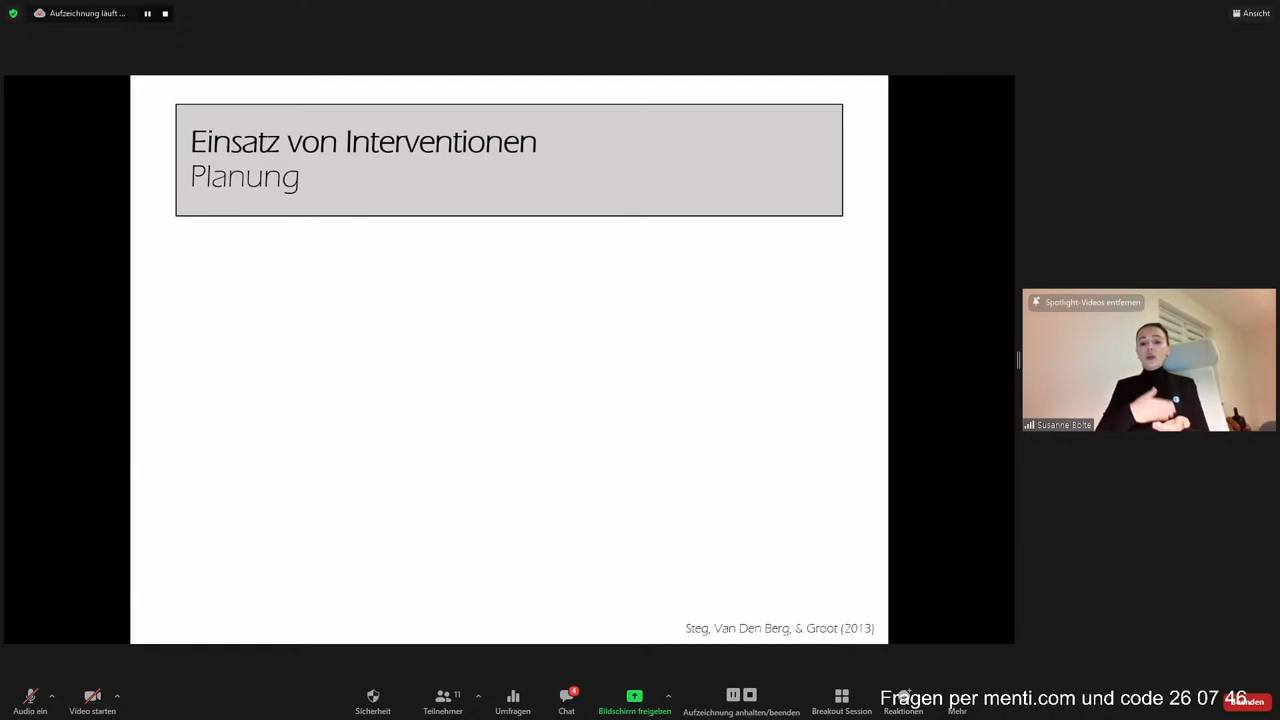 Aufzeichnung läuft ...
Ansicht
Einsatz von Interventionen
Planung
Spotlight-Videos entfernen
Susanne Bolte
Steg, Van Den Berg, & Groot (2013)
Audio ein
Video starten
Sicherheit
11
Teilnehmer
Umfragen
4
Chat
Bildschirm freigeben
Aufzeichnung anhalten/beenden
Breakout Session
Reaktionen
Mehr
Fragen per menti.com und code 26 07 46